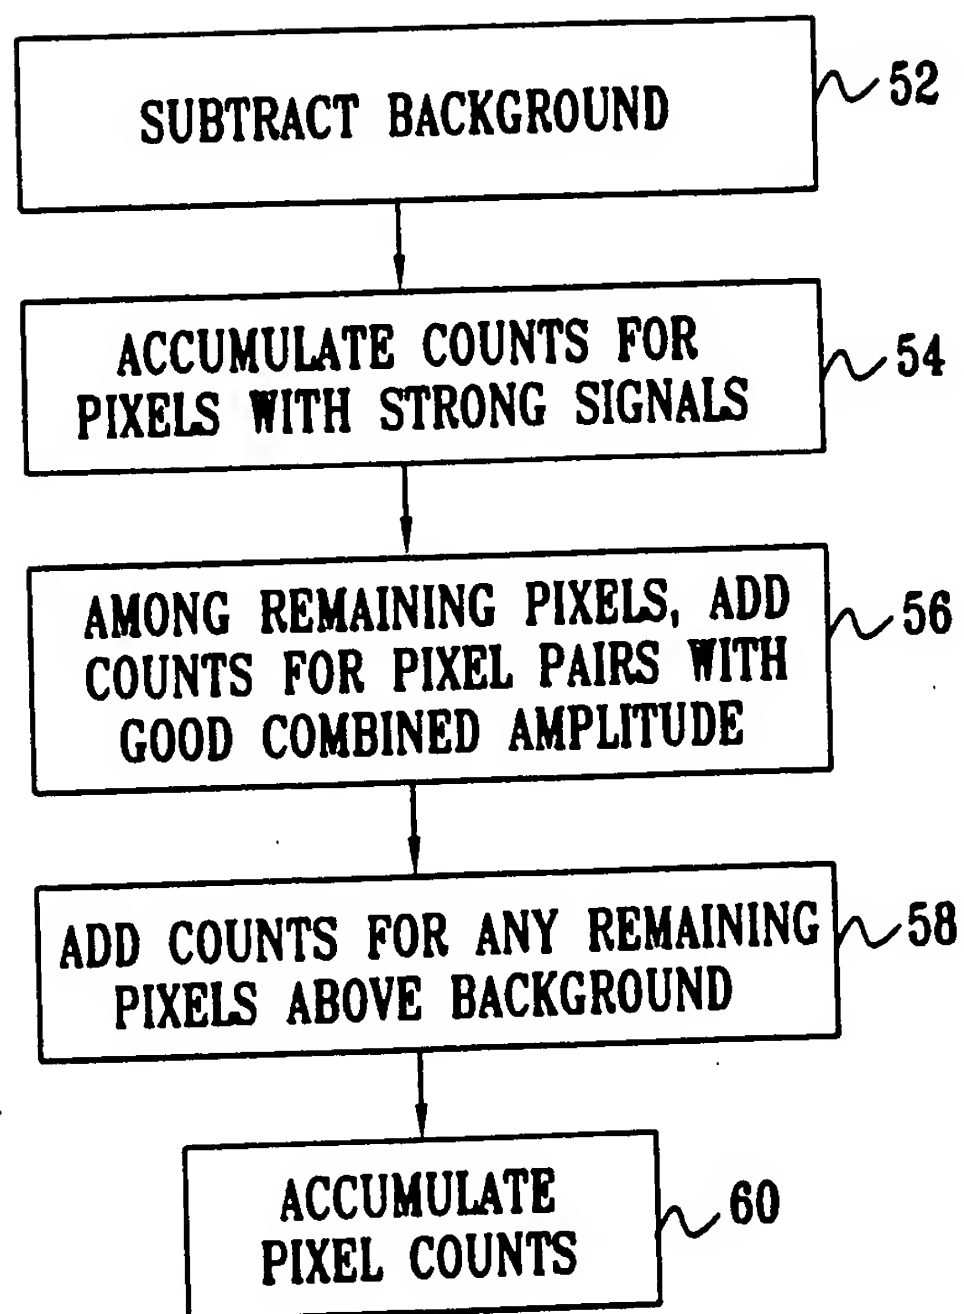 SUBTRACT BACKGROUND
52
ACCUMULATE COUNTS FOR
PIXELS WITH STRONG SIGNALS
54
AMONG REMAINING PIXELS, ADD
COUNTS FOR PIXEL PAIRS WITH
GOOD COMBINED AMPLITUDE
56
ADD COUNTS FOR ANY REMAINING
PIXELS ABOVE BACKGROUND
58
ACCUMULATE
PIXEL COUNTS
60